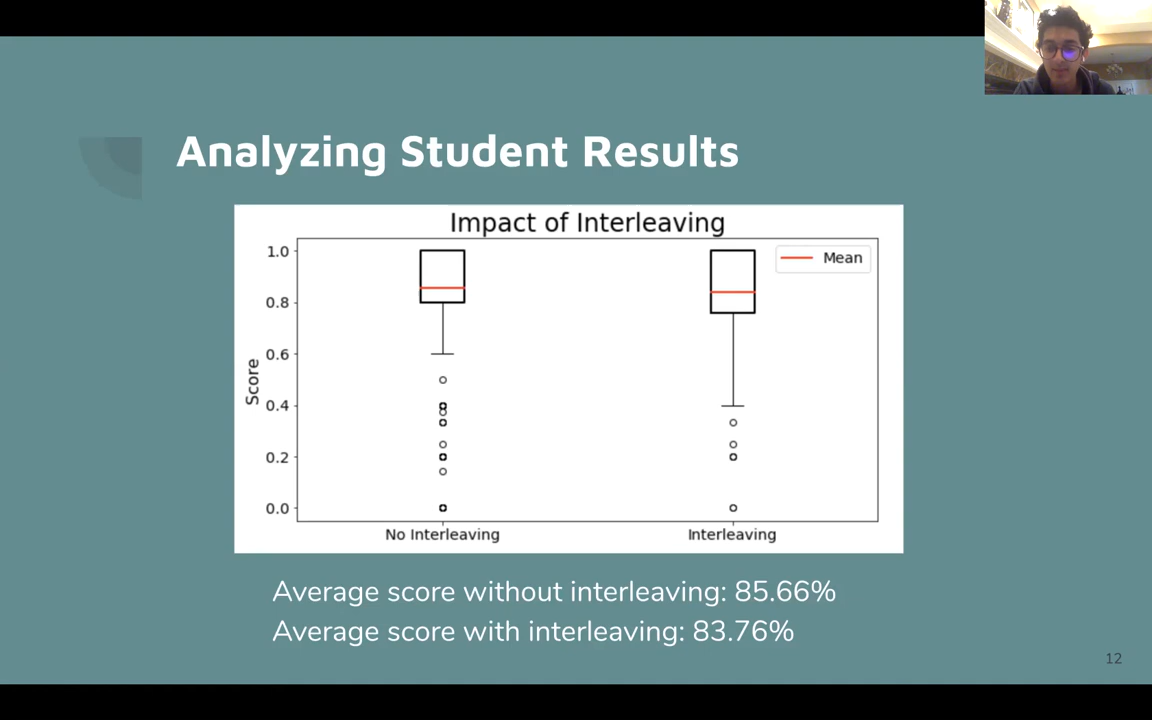 Analyzing Student Results
Impact of Interleaving
Mean
Score
1.0
0.8
0.6
0.4
0.2
0.0
No Interleaving
Interleaving
Average score without interleaving: 85.66%
Average score with interleaving: 83.76%
12